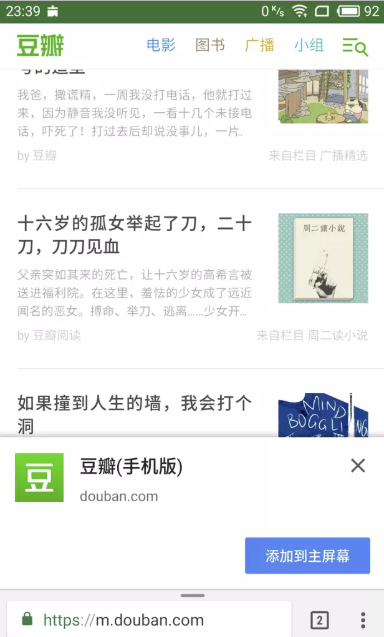 23:39
0 K/s
92
豆瓣
电影 图书 广播 小组
我爸，撒谎精，一周我没打电话，他就打过
来，因为静音我没听见，一看十几个未接电
话，吓死了！打过去后却说没事儿，一片..
by 豆瓣
来自栏目 广播精选
十六岁的孤女举起了刀，二十
刀，刀刀见血
父亲突如其来的死亡，让十六岁的高希言被
送进福利院。在这里，羞怯的少女成了远近
闻名的恶女。搏命、举刀、逃离……少女开...
by 豆瓣阅读
来自栏目 周二读小说
周二读小说
如果撞到人生的墙，我会打个
洞
MIND
BOGGLING
豆
豆瓣(手机版)
douban.com
添加到主屏幕
https://m.douban.com
2